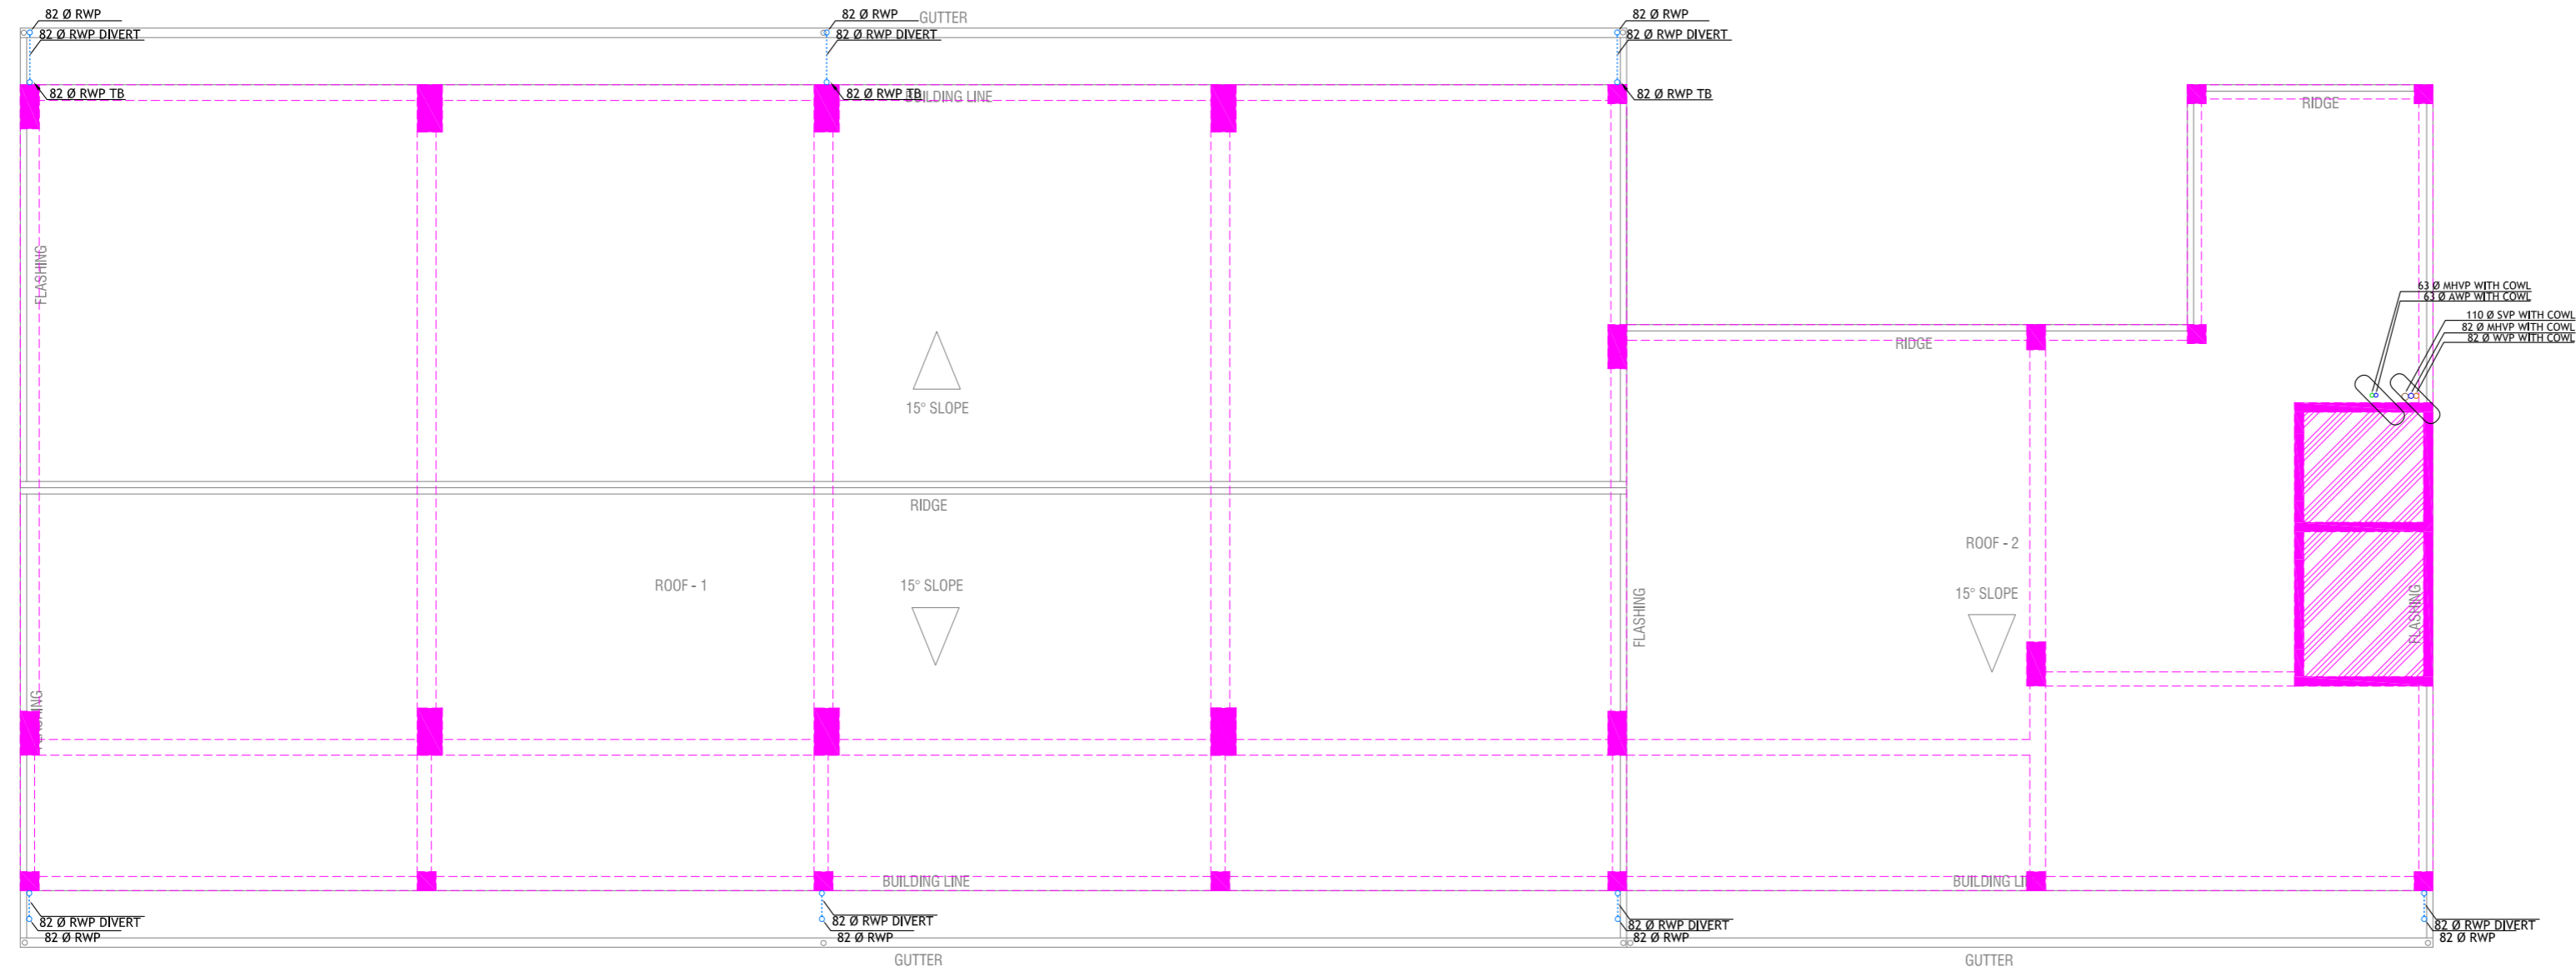 82 Ø RWP
82 Ø RWP
GUTTER
82 Ø RWP
82 Ø RWP DIVERT
82 Ø RWP DIVERT
82 Ø RWP DIVERT
82 Ø RWP TB
82 Ø RWP TB
BUILDING LINE
82 Ø RWP TB
RIDGE
FLASHING
63 Ø MHVP WITH COWL
63 Ø AWP WITH COWL
110 Ø SVP WITH COWL
82 Ø MHVP WITH COWL
82 Ø WVP WITH COWL
RIDGE
15° SLOPE
RIDGE
ROOF - 2
ROOF - 1
15° SLOPE
15° SLOPE
FLASHING
FLASHING
FLASHING
BUILDING LINE
BUILDING LI
82 Ø RWP DIVERT
82 Ø RWP
82 Ø RWP DIVERT
82 Ø RWP
82 Ø RWP DIVERT
82 Ø RWP
82 Ø RWP DIVERT
82 Ø RWP
GUTTER
GUTTER